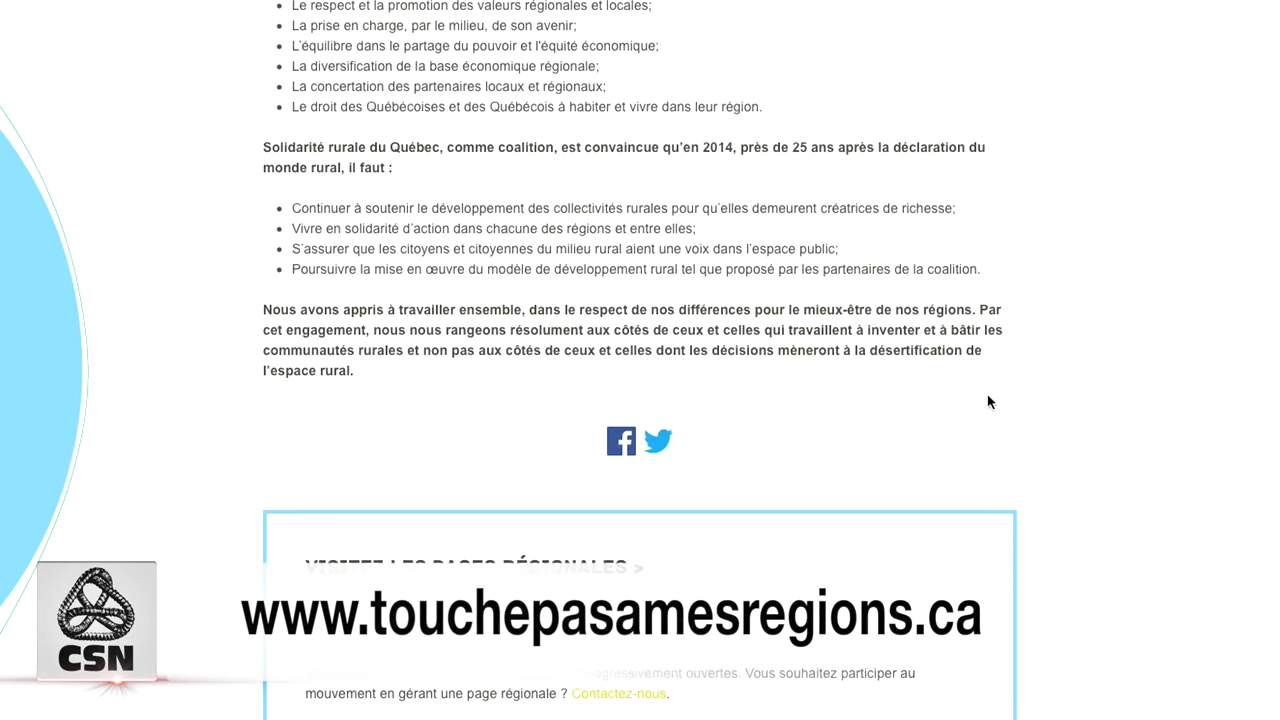 Le respect et la promotion des valeurs régionales et locales;
La prise en charge, par le milieu, de son avenir;
L'équilibre dans le partage du pouvoir et l'équité économique;
La diversification de la base économique régionale;
La concertation des partenaires locaux et régionaux;
Le droit des Québécoises et des Québécois à habiter et vivre dans leur région.
Solidarité rurale du Québec, comme coalition, est convaincue qu'en 2014, près de 25 ans après la déclaration du
monde rural, il faut :
Continuer à soutenir le développement des collectivités rurales pour qu'elles demeurent créatrices de richesse;
Vivre en solidarité d'action dans chacune des régions et entre elles;
S'assurer que les citoyens et citoyennes du milieu rural aient une voix dans l'espace public;
Poursuivre la mise en œuvre du modèle de développement rural tel que proposé par les partenaires de la coalition.
Nous avons appris à travailler ensemble, dans le respect de nos différences pour le mieux-être de nos régions. Par
cet engagement, nous nous rangeons résolument aux côtés de ceux et celles qui travaillent à inventer et à bâtir les
communautés rurales et non pas aux côtés de ceux et celles dont les décisions mèneront à la désertification de
l'espace rural.
VISITEZ LES PAGES RÉGIONALES >
CSN
www.touchepasamesregions.ca
ouvertes. Vous souhaitez participer au
mouvement en gérant une page régionale ? Contactez-nous.